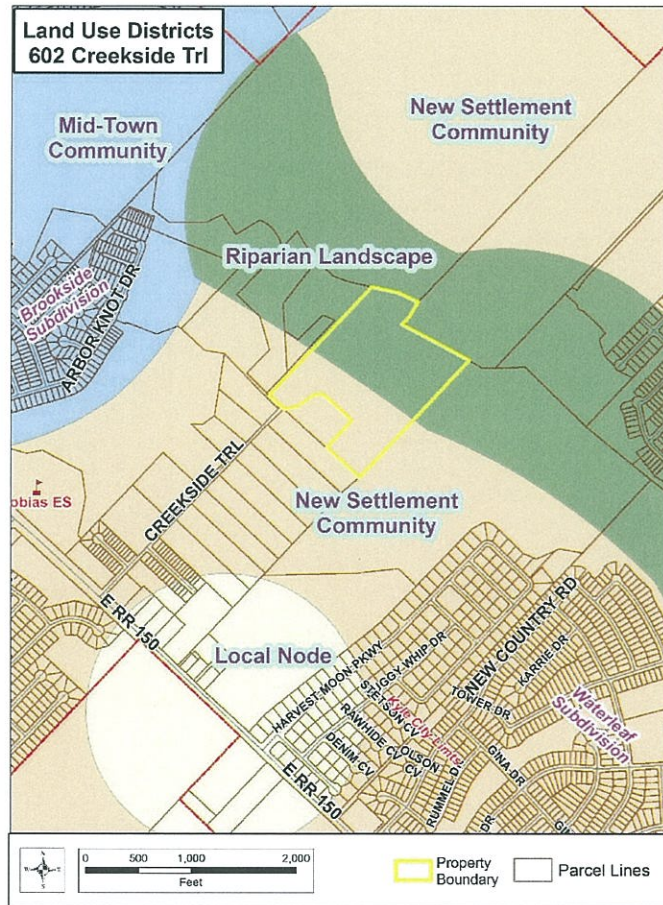 Land Use Districts
602 Creekside Trl
New Settlement
Community
Mid-Town
Community
Riparian Landscape
Brookside
Subdivision
ARBOR KNOT DR
CREEKSIDE TRL
obias ES
New Settlement
Community
E RR 150
Local Node
HARVEST MOON PKWY
IGGY WHIP DR
STETSON CV
RAWHIDE CV
DENIM CV
OLSON
CV
Kyle City Limits
NEW COUNTRY RD
TOWER DR
KARRIE DR
Waterleaf
Subdivision
GINA DR
RUMMEL D
DR
E RR 150
0 500 1,000 2,000
Feet
Property
Boundary
Parcel Lines